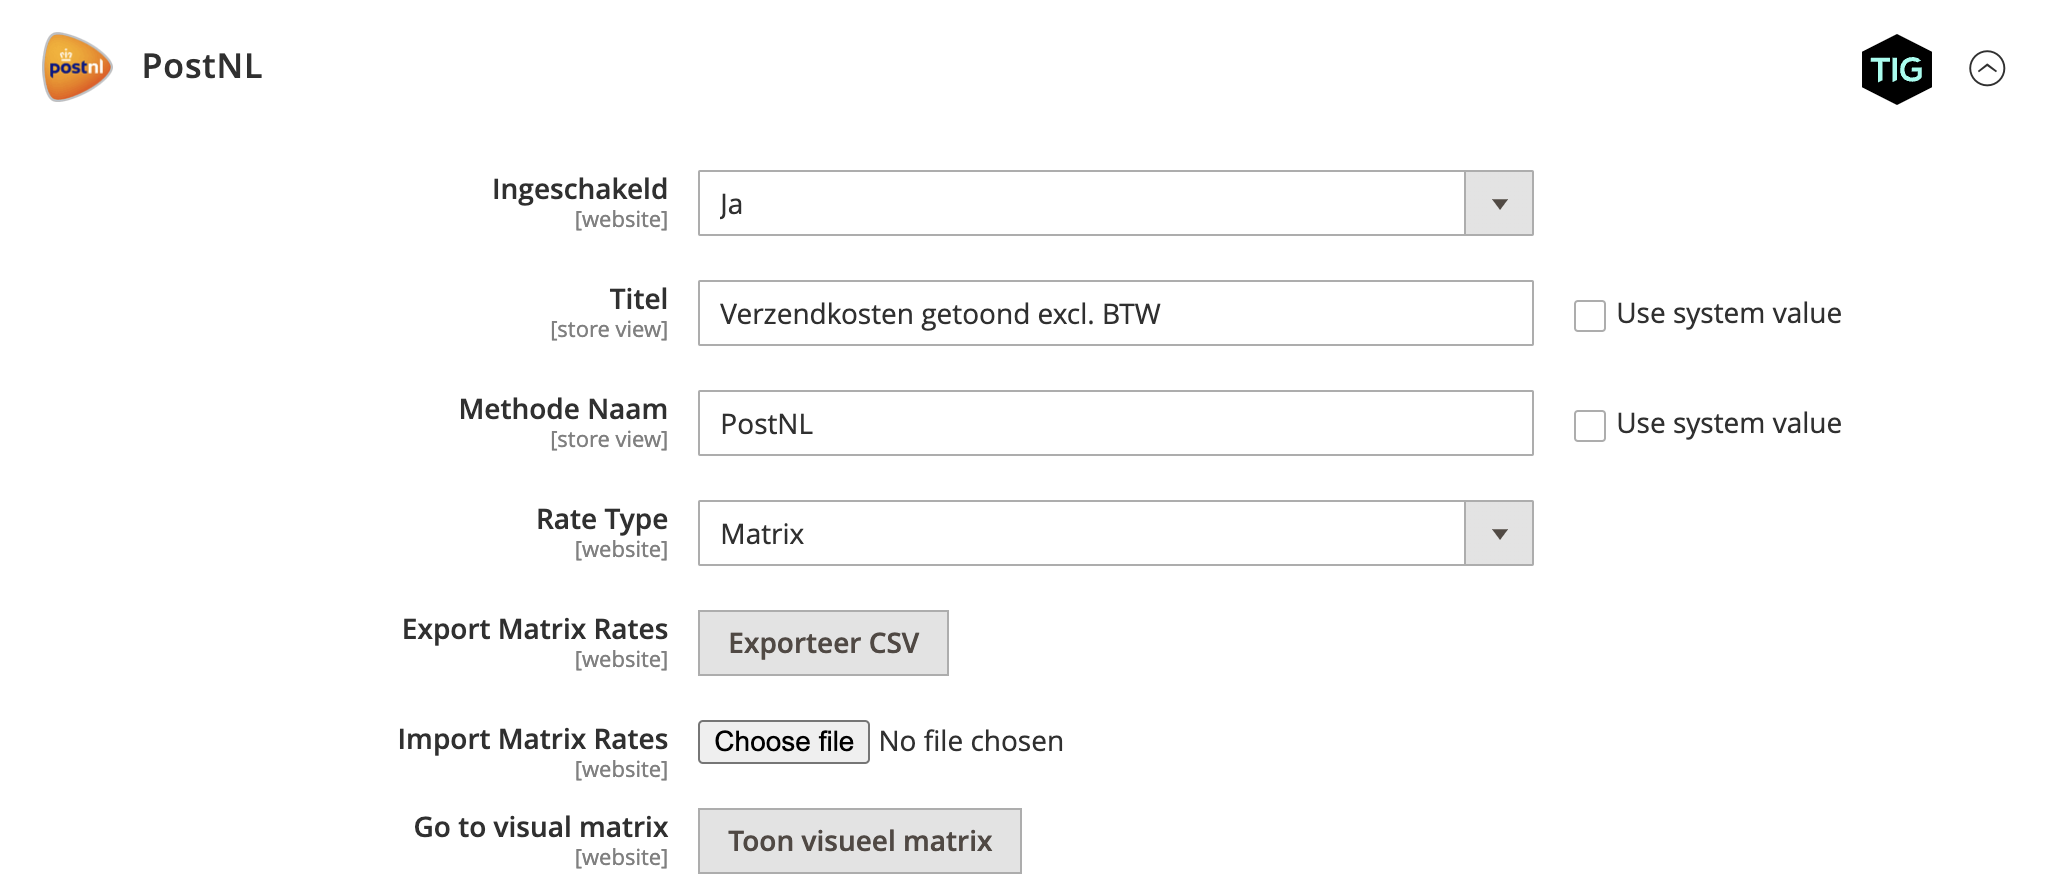 postnl
PostNL
TIG
Ingeschakeld
[website]
Ja
Titel
[store view]
Verzendkosten getoond excl. BTW
Use system value
Methode Naam
[store view]
PostNL
Use system value
Rate Type
[website]
Matrix
Export Matrix Rates
[website]
Exporteer CSV
Import Matrix Rates
[website]
Choose file No file chosen
Go to visual matrix
[website]
Toon visueel matrix